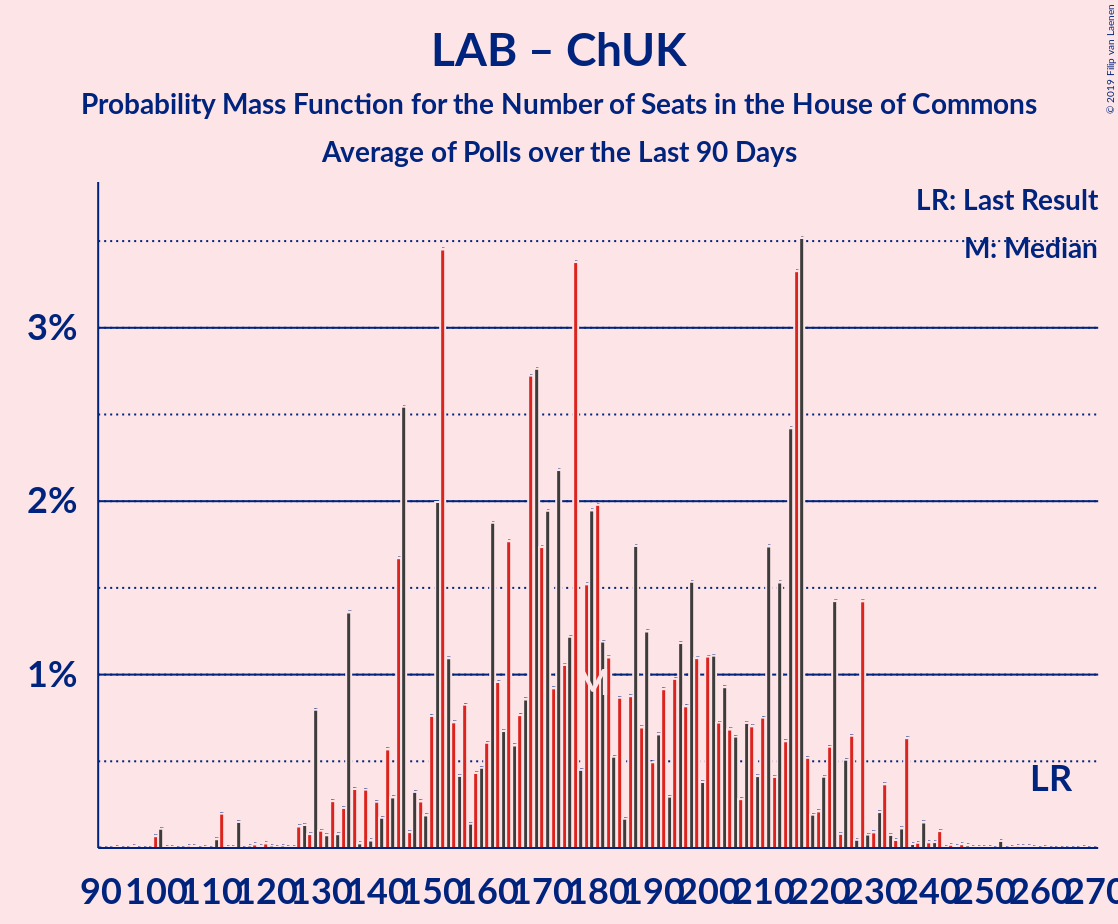 LAB – ChUK
Probability Mass Function for the Number of Seats in the House of Commons
Average of Polls over the Last 90 Days
© 2019 Filip van Laenen
LR: Last Result
M: Median
3%
2%
1%
M
LR
90 100 110 120 130 140 150 160 170 180 190 200 210 220 230 240 250 260 270